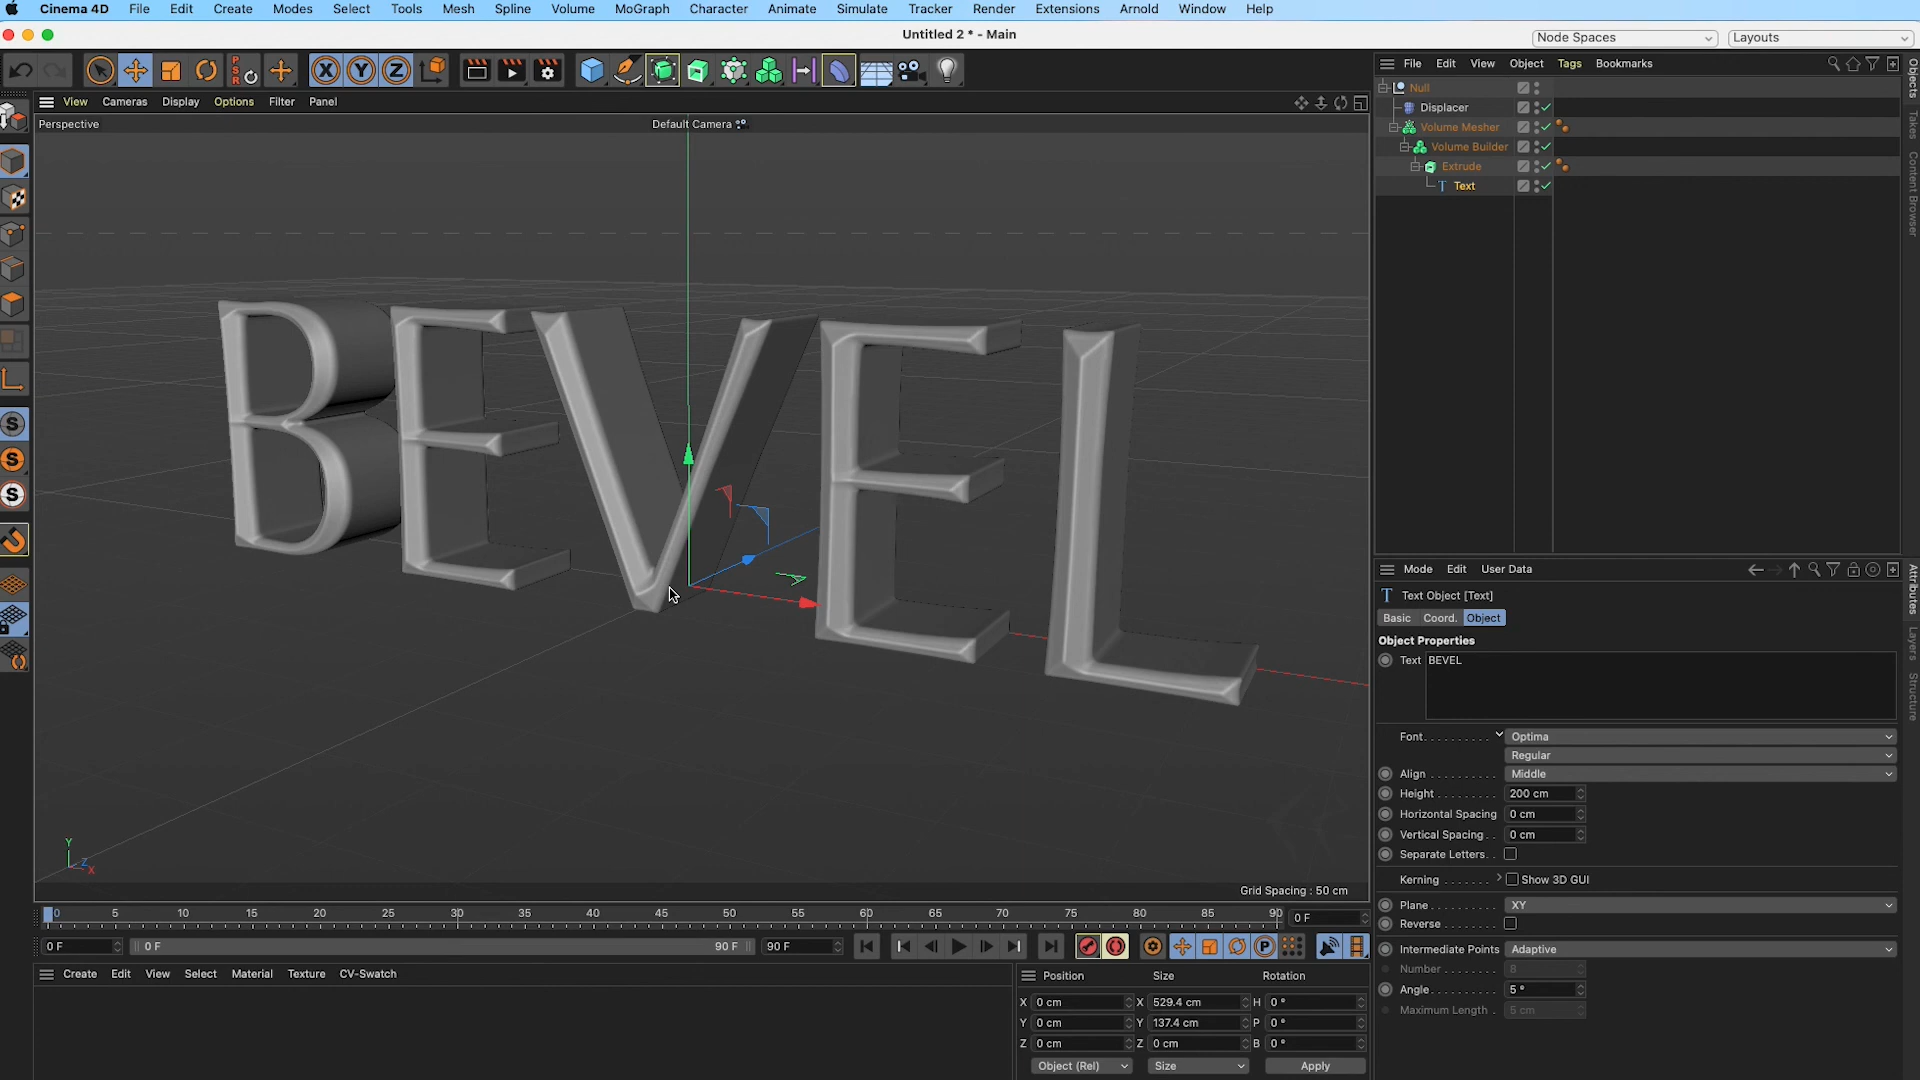 Cinema 4D File Edit Create Modes Select Tools Mesh Spline Volume MoGraph Character Animate Simulate Tracker Render Extensions Arnold Window Help
Untitled 2 * - Main
Node Spaces Layouts
File Edit View Object Tags Bookmarks
View Cameras Display Options Filter Panel
Perspective Default Camera
Null
Displacer
Volume Mesher
Volume Builder
Extrude
Text
Objects
Takes
Content Browser
BEVEL
Mode Edit User Data
Text Object [Text]
Basic Coord. Object
Object Properties
Text BEVEL
Font Optima
Regular
Align Middle
Height 200 cm
Horizontal Spacing 0 cm
Vertical Spacing 0 cm
Separate Letters
Kerning Show 3D GUI
Plane XY
Reverse
Intermediate Points Adaptive
Number 8
Angle 5 °
Maximum Length 5 cm
Attributes
Layers
Structure
Y
Z
X
Grid Spacing : 50 cm
0 5 10 15 20 25 30 35 40 45 50 55 60 65 70 75 80 85 90 0 F
0 F 0 F 90 F 90 F
Create Edit View Select Material Texture CV-Swatch
Position Size Rotation
X 0 cm X 529.4 cm H 0 °
Y 0 cm Y 137.4 cm P 0 °
Z 0 cm Z 0 cm B 0 °
Object (Rel) Size Apply